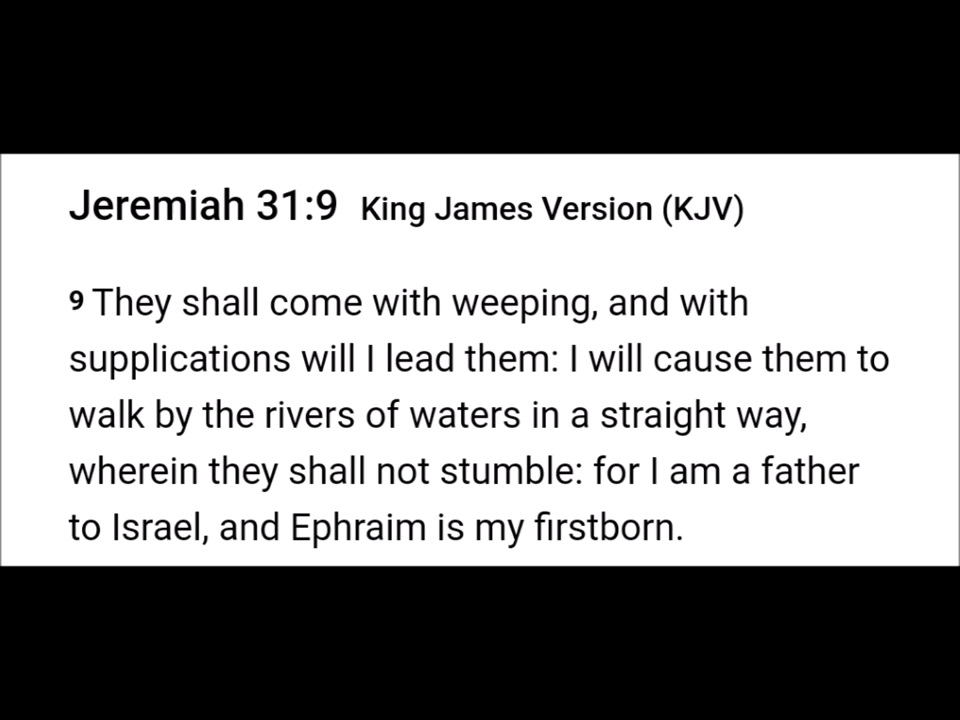 Jeremiah 31:9 King James Version (KJV)
9 They shall come with weeping, and with
supplications will I lead them: I will cause them to
walk by the rivers of waters in a straight way,
wherein they shall not stumble: for I am a father
to Israel, and Ephraim is my firstborn.